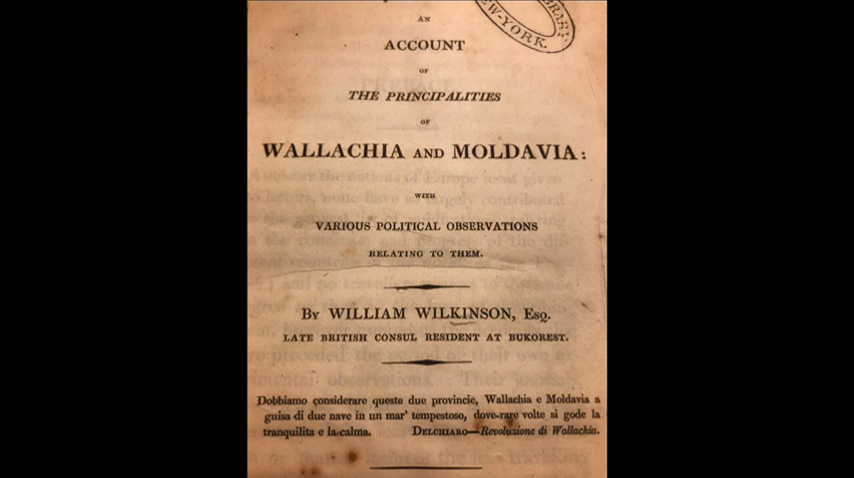 LIBRARY.
NEW-YORK.
AN
ACCOUNT
OF
THE PRINCIPALITIES
OF
WALLACHIA AND MOLDAVIA:
WITH
VARIOUS POLITICAL OBSERVATIONS
RELATING TO THEM.
BY WILLIAM WILKINSON, ESQ.
LATE BRITISH CONSUL RESIDENT AT BUKOREST.
Dobbiamo considerare queste due provincie, Wallachia e Moldavia a
guisa di due nave in un mar' tempestoso, dove-rare volte si gode la
tranquilita e la calma. DELCHIARO—Revoluzione di Wallachia.